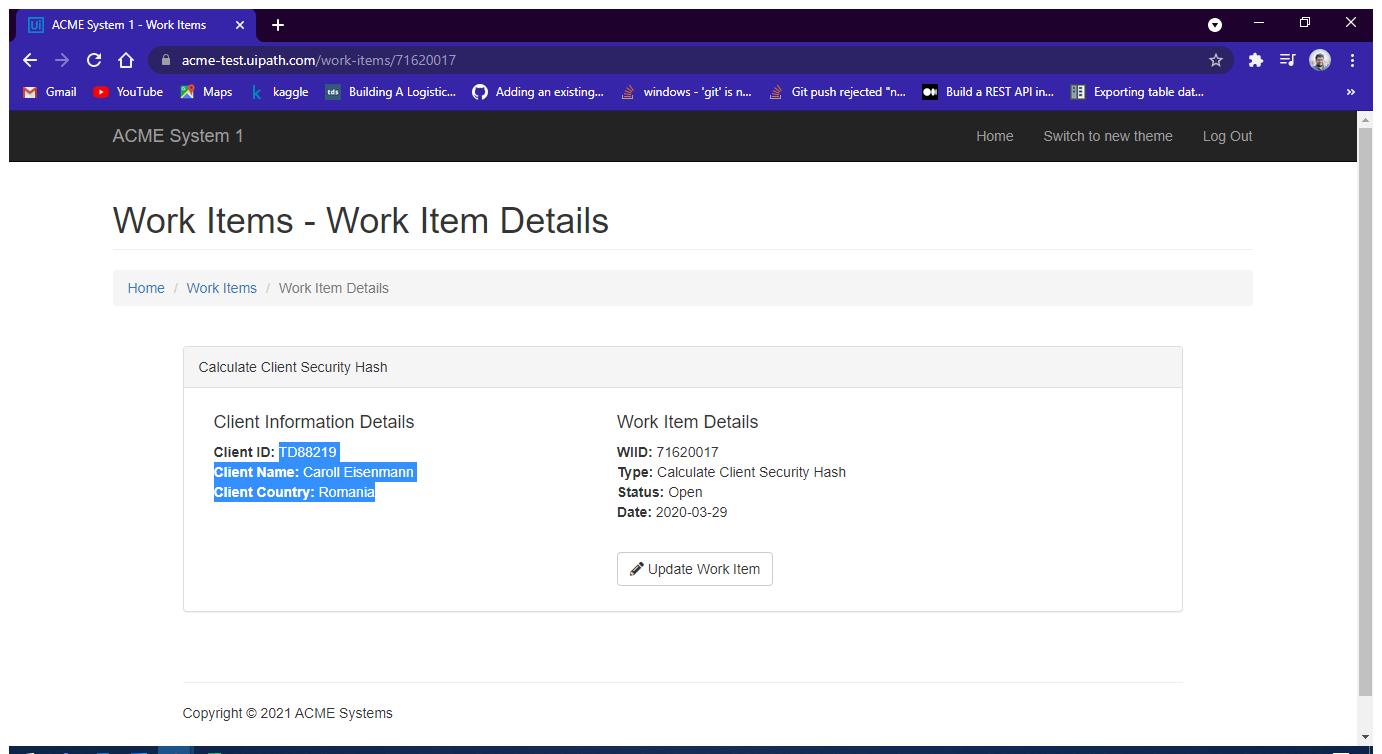 ACME System 1 - Work Items
acme-test.uipath.com/work-items/71620017
Gmail YouTube Maps kaggle Building A Logistic... Adding an existing... windows - 'git' is n... Git push rejected "n... Build a REST API in... Exporting table dat... »
ACME System 1 Home Switch to new theme Log Out
Work Items - Work Item Details
Home / Work Items / Work Item Details
Calculate Client Security Hash
Client Information Details
Client ID: TD88219
Client Name: Caroll Eisenmann
Client Country: Romania
Work Item Details
WIID: 71620017
Type: Calculate Client Security Hash
Status: Open
Date: 2020-03-29
Update Work Item
Copyright © 2021 ACME Systems